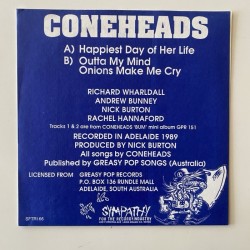 CONEHEADS
A) Happiest Day of Her Life
B) Outta My Mind
Onions Make Me Cry
RICHARD WHARLDALL
ANDREW BUNNEY
NICK BURTON
RACHEL HANNAFORD
Tracks 1 & 2 are from CONEHEADS 'BUM' mini album GPR 151
RECORDED IN ADELAIDE 1989
PRODUCED BY NICK BURTON
All songs by CONEHEADS
Published by GREASY POP SONGS (Australia)
LICENSED FROM GREASY POP RECORDS
P.O. BOX 136 RUNDLE MALL
ADELAIDE, SOUTH AUSTRALIA
SYMPATHY
FOR THE RECORD INDUSTRY